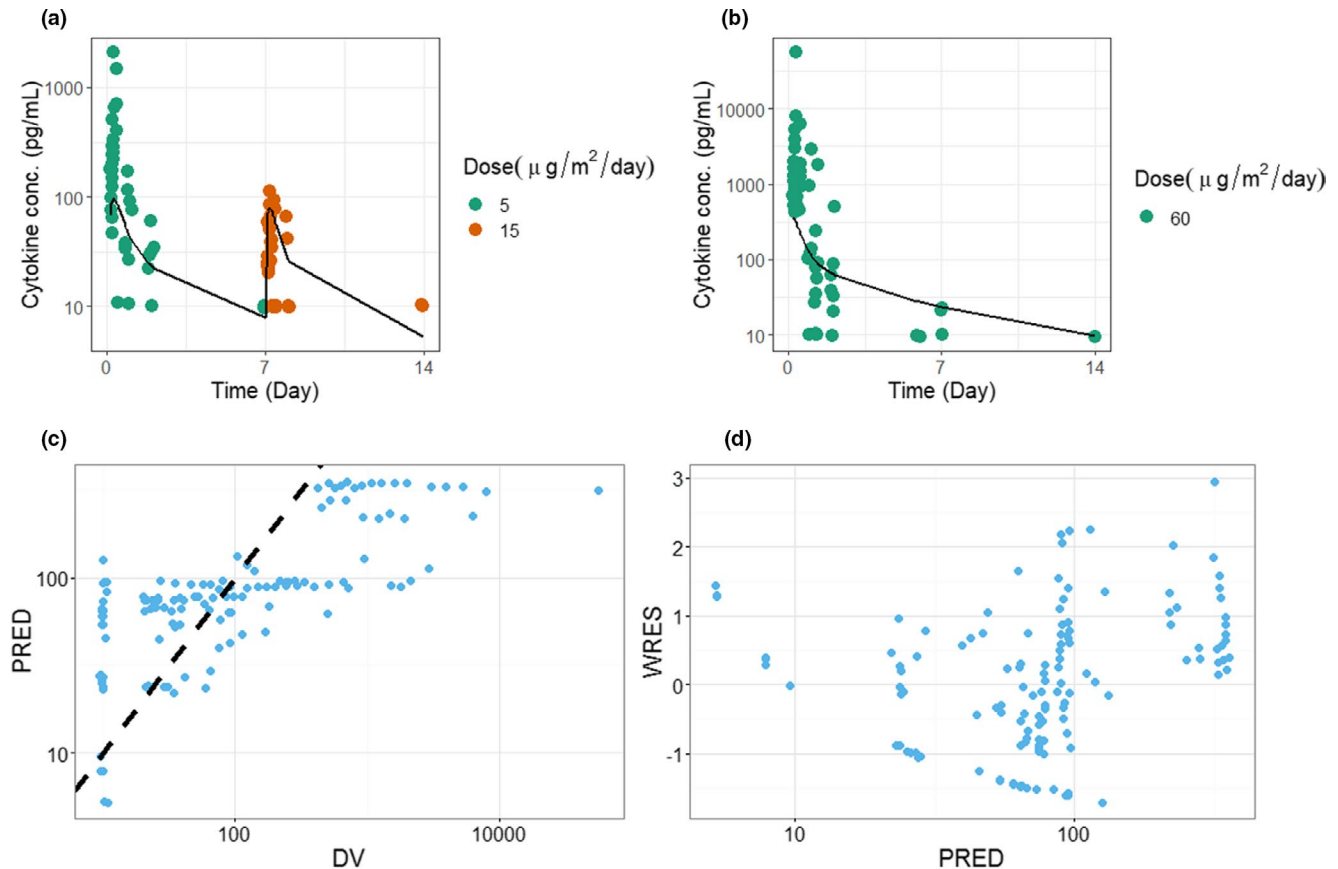 (a)
Cytokine conc. (pg/mL)
1000
100
10
0
7
14
Time (Day)
Dose( μ g/m²/day)
5
15
(b)
Cytokine conc. (pg/mL)
10000
1000
100
10
0
7
14
Time (Day)
Dose( μ g/m²/day)
60
(c)
PRED
100
10
100
10000
DV
(d)
WRES
3
2
1
0
-1
10
100
PRED